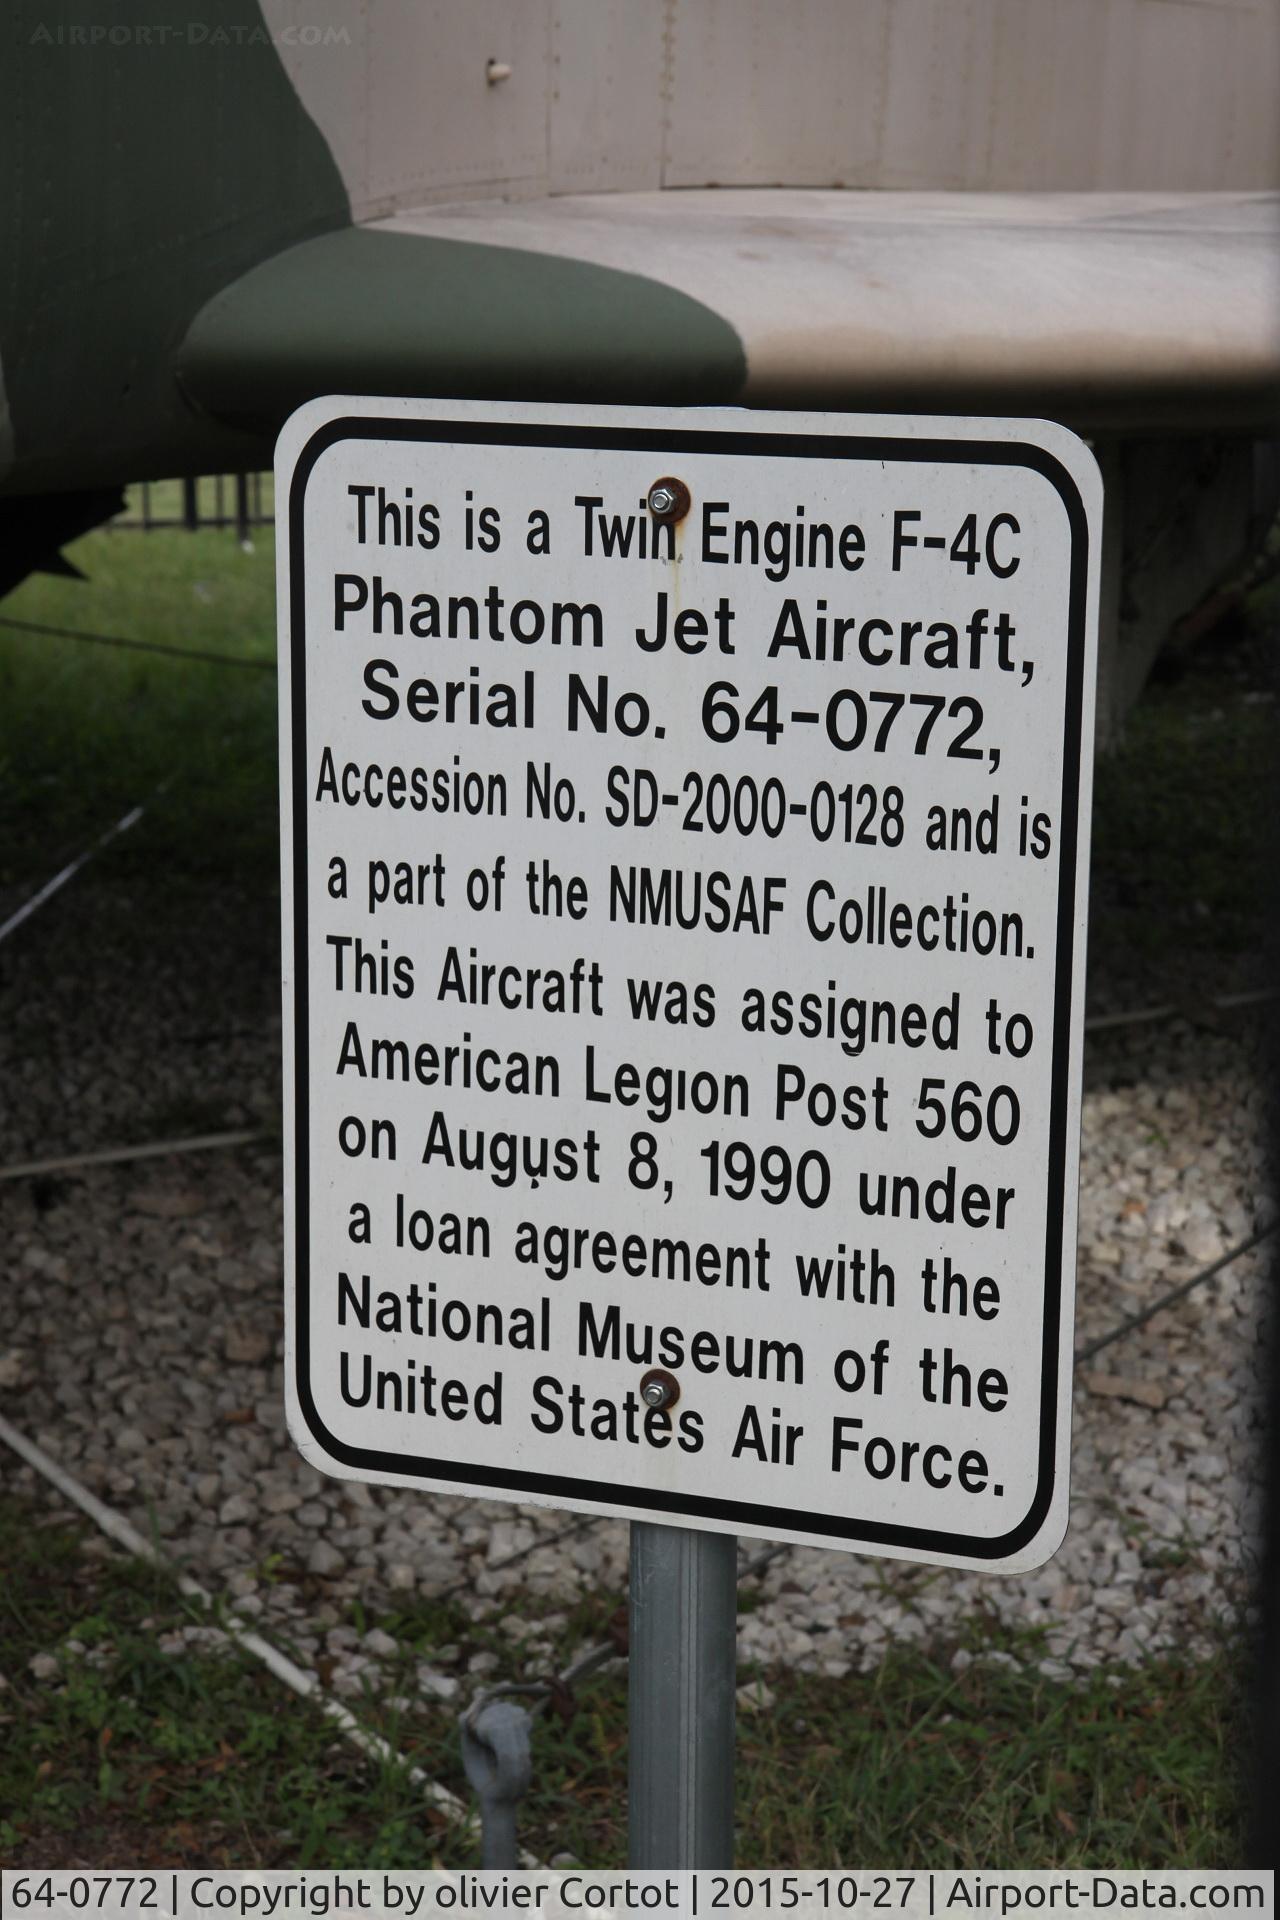 AIRPORT-DATA.COM
This is a Twin Engine F-4C
Phantom Jet Aircraft,
Serial No. 64-0772,
Accession No. SD-2000-0128 and is
a part of the NMUSAF Collection.
This Aircraft was assigned to
American Legion Post 560
on August 8, 1990 under
a loan agreement with the
National Museum of the
United States Air Force.
64-0772 | Copyright by olivier Cortot | 2015-10-27 | Airport-Data.com